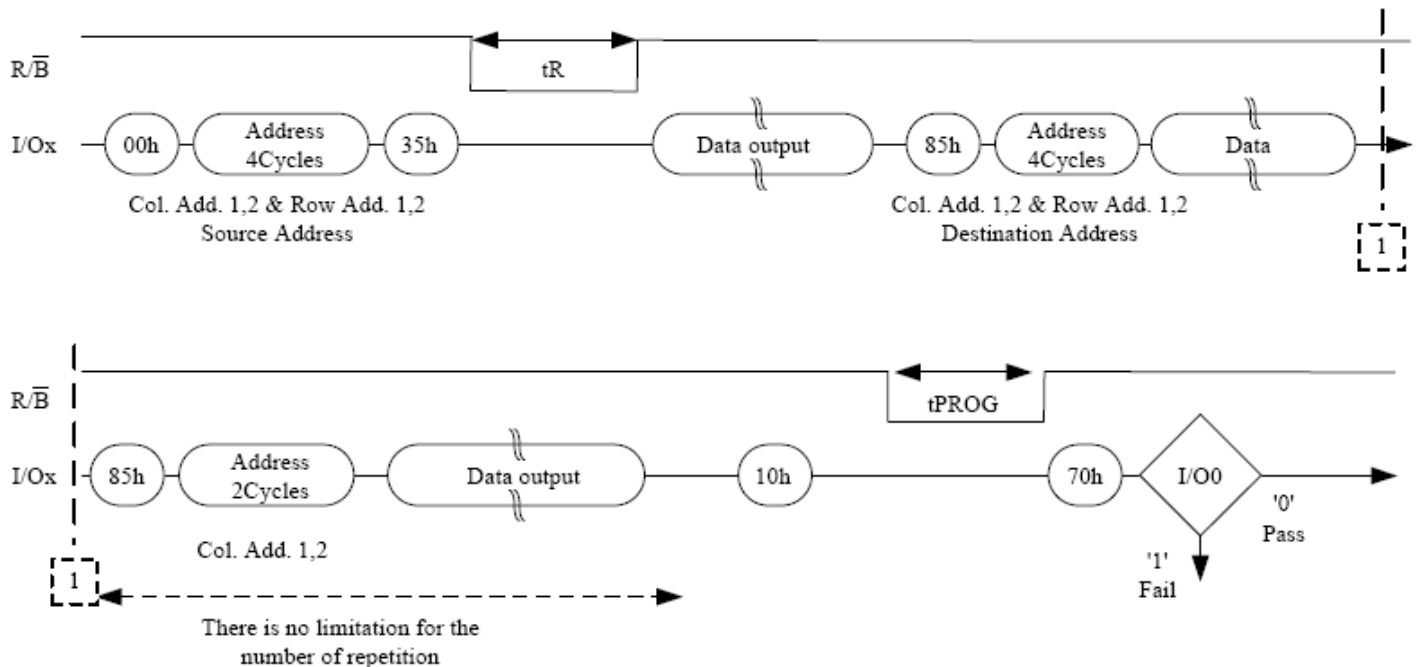 R/B̅
tR
I/Ox
00h
Address
4Cycles
35h
Data output
85h
Address
4Cycles
Data
Col. Add. 1,2 & Row Add. 1,2
Source Address
Col. Add. 1,2 & Row Add. 1,2
Destination Address
1
R/B̅
tPROG
I/Ox
85h
Address
2Cycles
Data output
10h
70h
I/O0
'0'
Pass
'1'
Fail
Col. Add. 1,2
1
There is no limitation for the
number of repetition